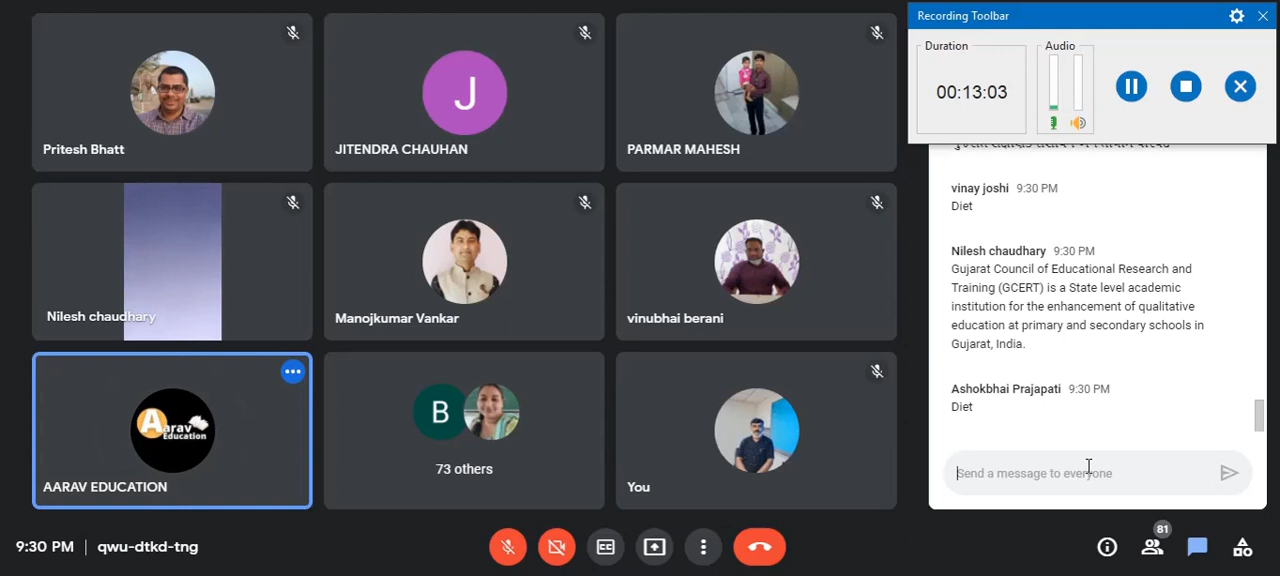 Recording Toolbar
Duration
Audio
00:13:03
Pritesh Bhatt
J
JITENDRA CHAUHAN
PARMAR MAHESH
Nilesh chaudhary
Manojkumar Vankar
vinubhai berani
Aarav
Education
AARAV EDUCATION
B
73 others
You
vinay joshi 9:30 PM
Diet
Nilesh chaudhary 9:30 PM
Gujarat Council of Educational Research and
Training (GCERT) is a State level academic
institution for the enhancement of qualitative
education at primary and secondary schools in
Gujarat, India.
Ashokbhai Prajapati 9:30 PM
Diet
Send a message to everyone
9:30 PM | qwu-dtkd-tng
CC
81